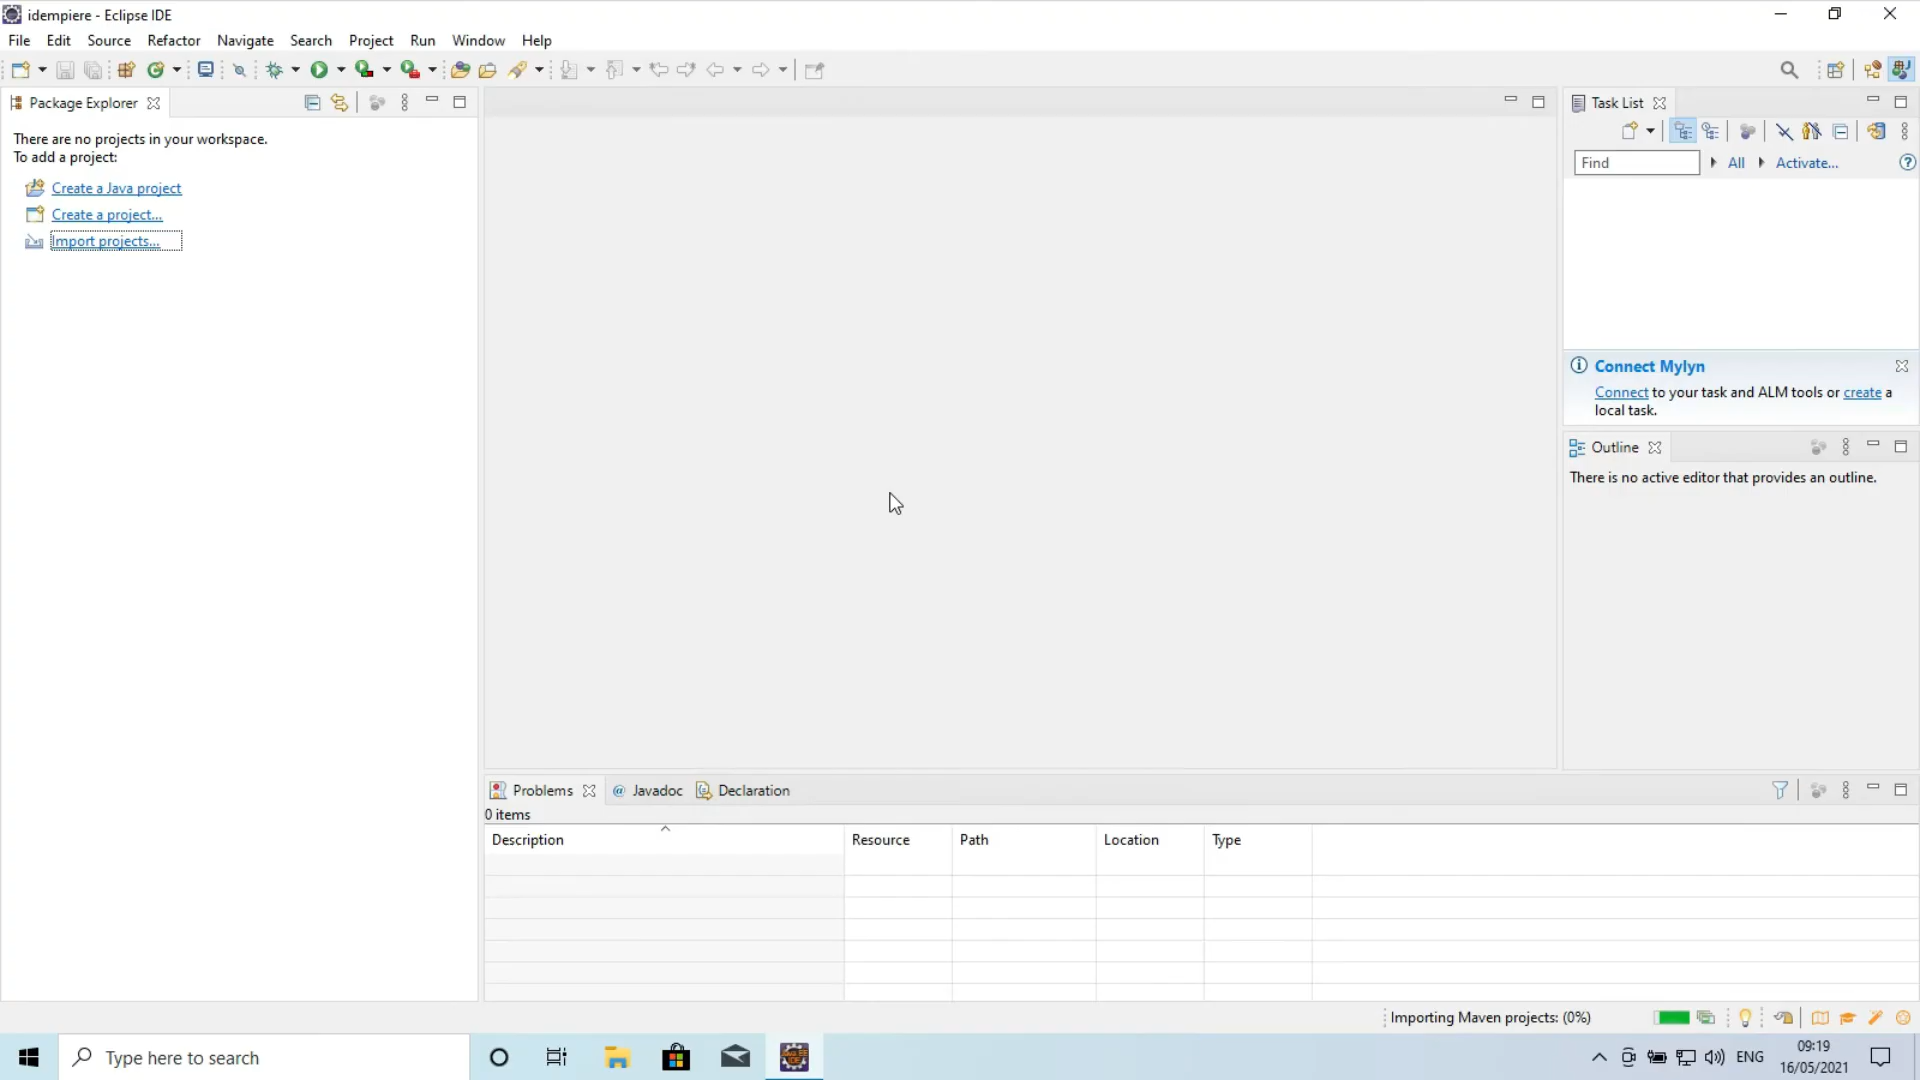 idempiere - Eclipse IDE
File Edit Source Refactor Navigate Search Project Run Window Help
Package Explorer
There are no projects in your workspace.
To add a project:
Create a Java project
Create a project...
Import projects...
Task List
Find All Activate...
Connect Mylyn
Connect to your task and ALM tools or create a
local task.
Outline
There is no active editor that provides an outline.
Problems Javadoc Declaration
0 items
Description Resource Path Location Type
Importing Maven projects: (0%)
Type here to search
ENG
09:19
16/05/2021